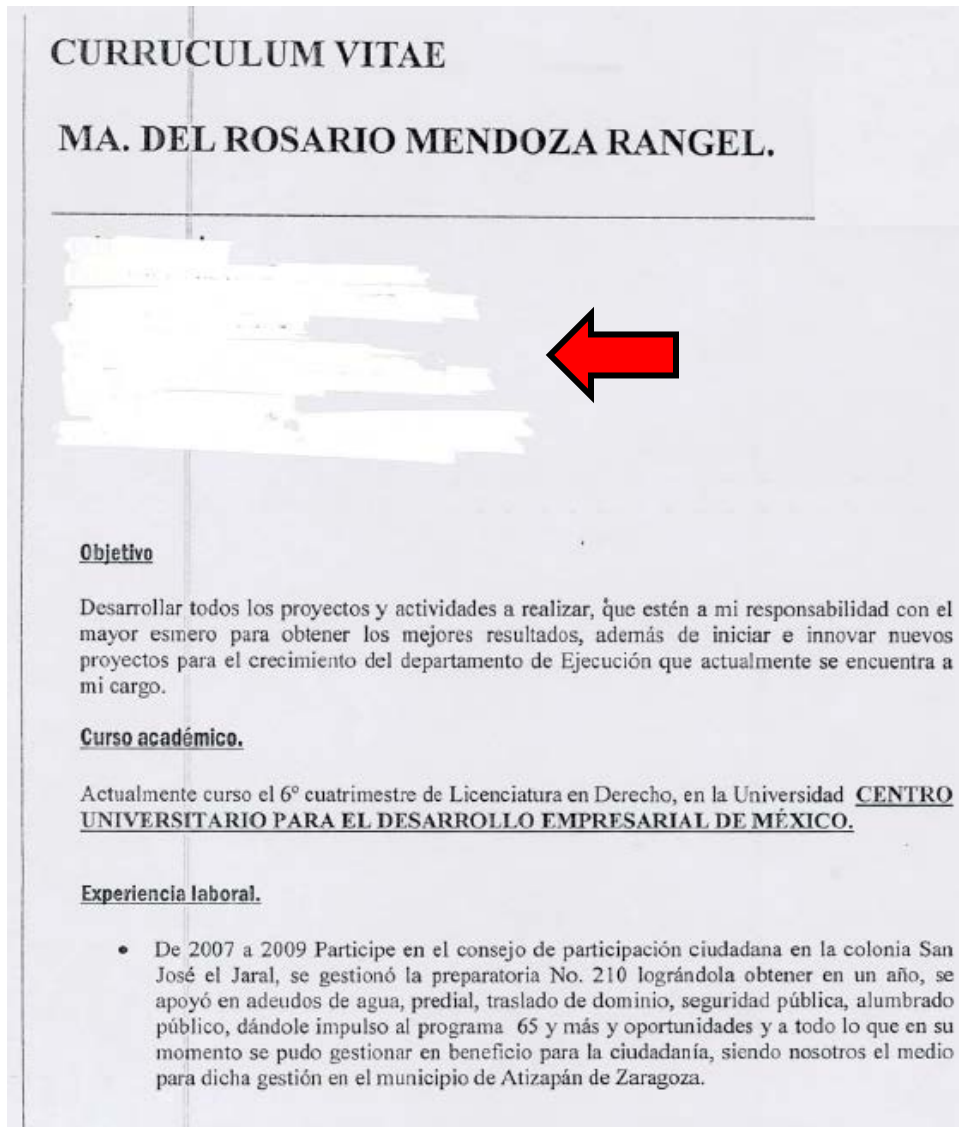 CURRUCULUM VITAE
MA. DEL ROSARIO MENDOZA RANGEL.
Objetivo
Desarrollar todos los proyectos y actividades a realizar, que estén a mi responsabilidad con el
mayor esmero para obtener los mejores resultados, además de iniciar e innovar nuevos
proyectos para el crecimiento del departamento de Ejecución que actualmente se encuentra a
mi cargo.
Curso académico.
Actualmente curso el 6º cuatrimestre de Licenciatura en Derecho, en la Universidad CENTRO
UNIVERSITARIO PARA EL DESARROLLO EMPRESARIAL DE MÉXICO.
Experiencia laboral.
• De 2007 a 2009 Participe en el consejo de participación ciudadana en la colonia San
José el Jaral, se gestionó la preparatoria No. 210 lográndola obtener en un año, se
apoyó en adeudos de agua, predial, traslado de dominio, seguridad pública, alumbrado
público, dándole impulso al programa 65 y más y oportunidades y a todo lo que en su
momento se pudo gestionar en beneficio para la ciudadanía, siendo nosotros el medio
para dicha gestión en el municipio de Atizapán de Zaragoza.